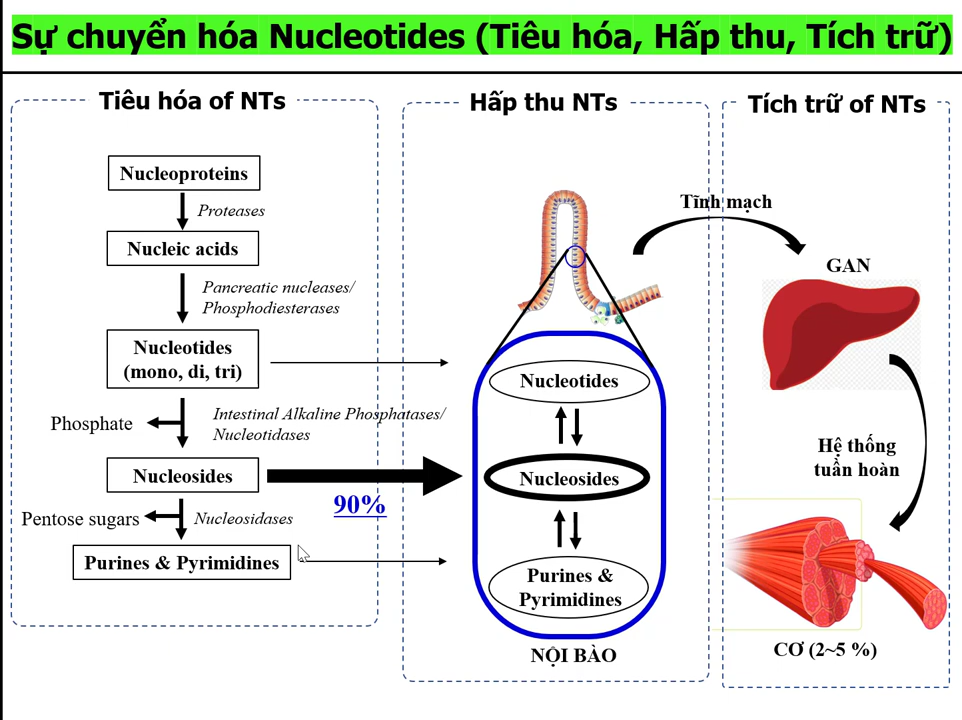 Sự chuyển hóa Nucleotides (Tiêu hóa, Hấp thu, Tích trữ)
Tiêu hóa of NTs
Nucleoproteins
Proteases
Nucleic acids
Pancreatic nucleases/
Phosphodiesterases
Nucleotides
(mono, di, tri)
Phosphate
Intestinal Alkaline Phosphatases/
Nucleotidases
Nucleosides
90%
Pentose sugars
Nucleosidases
Purines & Pyrimidines
Hấp thu NTs
Nucleotides
Nucleosides
Purines &
Pyrimidines
NỘI BÀO
Tích trữ of NTs
Tĩnh mạch
GAN
Hệ thống
tuần hoàn
CƠ (2~5 %)